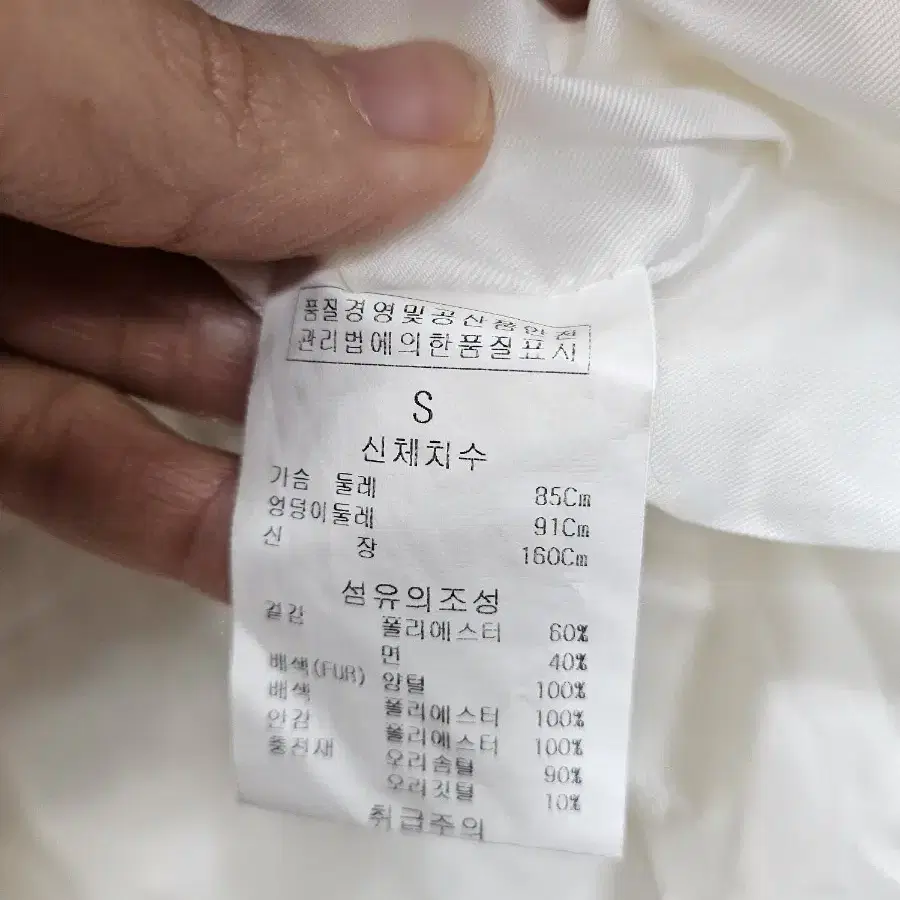 품질경영및공산품안전
관리법에의한품질표시
S
신체치수
가슴 둘레 85Cm
엉덩이둘레 91Cm
신 장 160Cm
섬유의조성
겉감 폴리에스터 60%
면 40%
배색(FUR) 양털 100%
배색 폴리에스터 100%
안감 폴리에스터 100%
충전재 오리솜털 90%
오리깃털 10%
취급주의